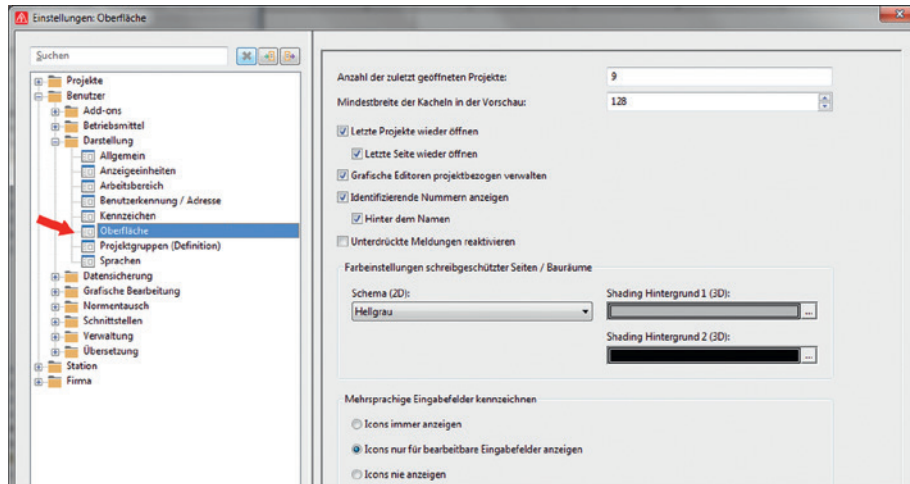 Einstellungen: Oberfläche
Suchen
Projekte
Benutzer
Add-ons
Betriebsmittel
Darstellung
Allgemein
Anzeigeeinheiten
Arbeitsbereich
Benutzerkennung / Adresse
Kennzeichen
Oberfläche
Projektgruppen (Definition)
Sprachen
Datensicherung
Grafische Bearbeitung
Normentausch
Schnittstellen
Verwaltung
Übersetzung
Station
Firma
Anzahl der zuletzt geöffneten Projekte: 9
Mindestbreite der Kacheln in der Vorschau: 128
Letzte Projekte wieder öffnen
Letzte Seite wieder öffnen
Grafische Editoren projektbezogen verwalten
Identifizierende Nummern anzeigen
Hinter dem Namen
Unterdrückte Meldungen reaktivieren
Farbeinstellungen schreibgeschützter Seiten / Bauräume
Schema (2D): Shading Hintergrund 1 (3D):
Hellgrau ...
Shading Hintergrund 2 (3D):
...
Mehrsprachige Eingabefelder kennzeichnen
Icons immer anzeigen
Icons nur für bearbeitbare Eingabefelder anzeigen
Icons nie anzeigen